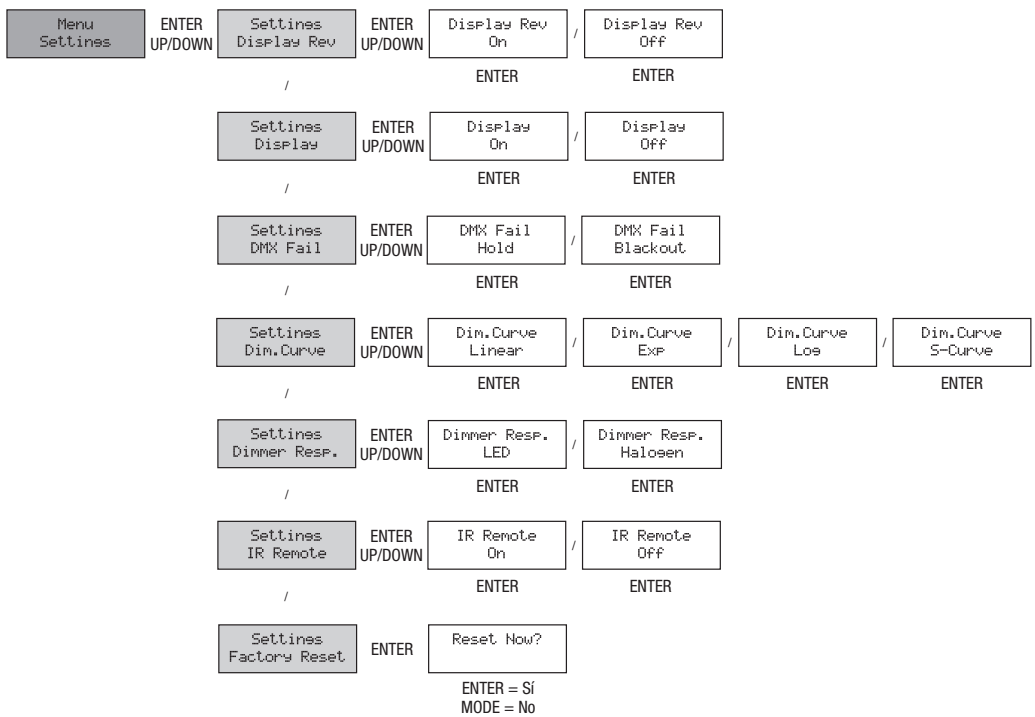 Menu
Settings
ENTER
UP/DOWN
Settings
Display Rev
ENTER
UP/DOWN
Display Rev
On
/
Display Rev
Off
ENTER
ENTER
/
Settings
Display
ENTER
UP/DOWN
Display
On
/
Display
Off
ENTER
ENTER
/
Settings
DMX Fail
ENTER
UP/DOWN
DMX Fail
Hold
/
DMX Fail
Blackout
ENTER
ENTER
/
Settings
Dim.Curve
ENTER
UP/DOWN
Dim.Curve
Linear
/
Dim.Curve
Exp
/
Dim.Curve
Log
/
Dim.Curve
S-Curve
ENTER
ENTER
ENTER
ENTER
/
Settings
Dimmer Resp.
ENTER
UP/DOWN
Dimmer Resp.
LED
/
Dimmer Resp.
Halogen
ENTER
ENTER
/
Settings
IR Remote
ENTER
UP/DOWN
IR Remote
On
/
IR Remote
Off
ENTER
ENTER
/
Settings
Factory Reset
ENTER
Reset Now?
ENTER = Sí
MODE = No